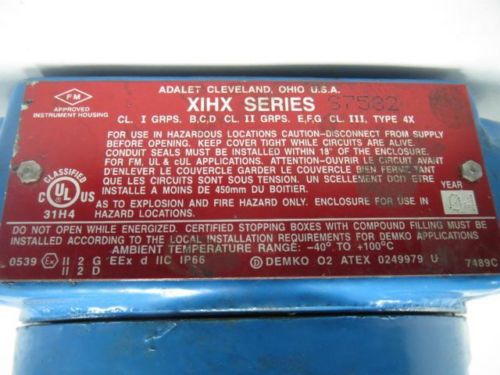 ADALET CLEVELAND, OHIO U.S.A.
FM
APPROVED
INSTRUMENT HOUSING
XIHX SERIES S7582
CL. I GRPS. B,C,D CL. II GRPS. E,F,G CL. III, TYPE 4X
FOR USE IN HAZARDOUS LOCATIONS CAUTION-DISCONNECT FROM SUPPLY
BEFORE OPENING. KEEP COVER TIGHT WHILE CIRCUITS ARE ALIVE.
CONDUIT SEALS MUST BE INSTALLED WITHIN 18" OF THE ENCLOSURE.
FOR FM, UL & cUL APPLICATIONS. ATTENTION-OUVRIR LE CIRCUIT AVANT
D'ENLEVER LE COUVERCLE GARDER LE COUVERCLE BIEN FERME TANT
QUE LES CIRCUITS SONT SOUS TENSION. UN SCELLEMENT DOIT ETRE
INSTALLE A MOINS DE 450mm DU BOITIER.
CLASSIFIED
C UL US
31H4
YEAR
AS TO EXPLOSION AND FIRE HAZARD ONLY. ENCLOSURE FOR USE IN
HAZARD LOCATIONS.
DO NOT OPEN WHILE ENERGIZED. CERTIFIED STOPPING BOXES WITH COMPOUND FILLING MUST BE
INSTALLED ACCORDING TO THE LOCAL INSTALLATION REQUIREMENTS FOR DEMKO APPLICATIONS
AMBIENT TEMPERATURE RANGE: -40° TO +100°C
0539 Ex II 2 G EEx d IIC IP66
II 2 D
D DEMKO 02 ATEX 0249979 U
7489C